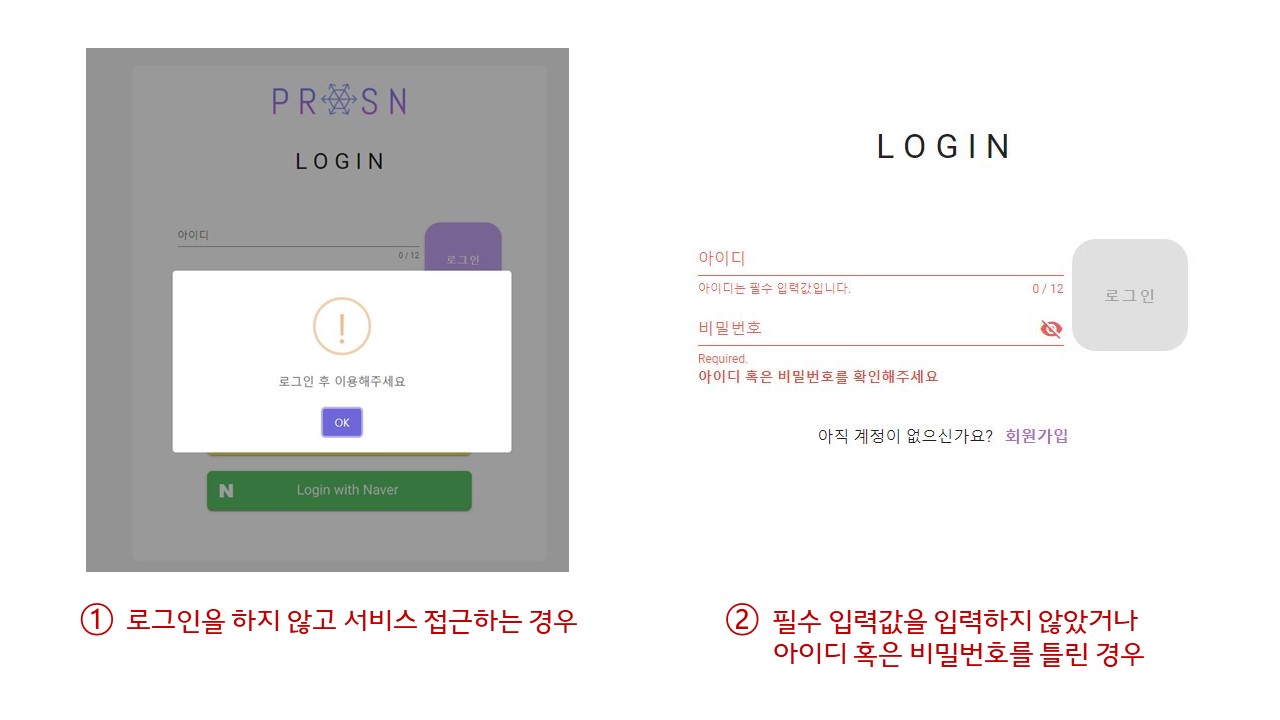 PR SN
LOGIN
아이디
0 / 12
로그인
!
로그인 후 이용해주세요
OK
N
Login with Naver
① 로그인을 하지 않고 서비스 접근하는 경우
LOGIN
아이디
아이디는 필수 입력값입니다.
0 / 12
로그인
비밀번호
Required.
아이디 혹은 비밀번호를 확인해주세요
아직 계정이 없으신가요? 회원가입
② 필수 입력값을 입력하지 않았거나
아이디 혹은 비밀번호를 틀린 경우